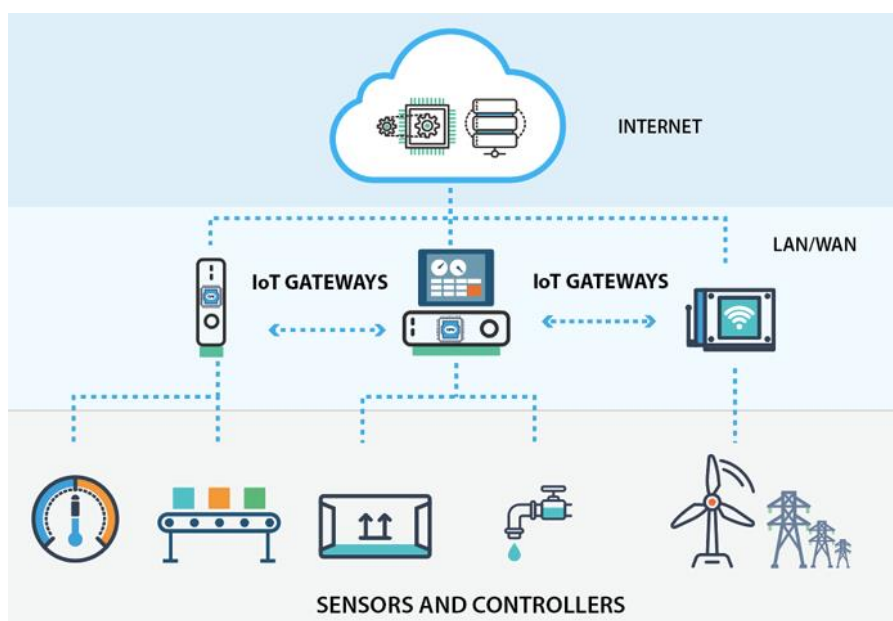 INTERNET
LAN/WAN
IoT GATEWAYS
IoT GATEWAYS
SENSORS AND CONTROLLERS